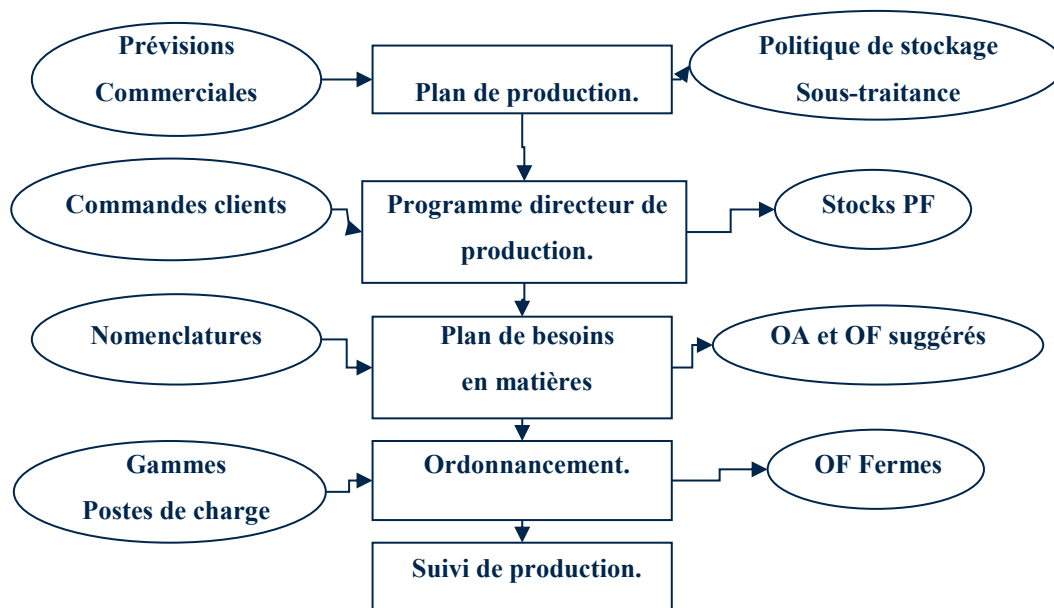 Prévisions
Commerciales
Plan de production.
Politique de stockage
Sous-traitance
Commandes clients
Programme directeur de
production.
Stocks PF
Nomenclatures
Plan de besoins
en matières
OA et OF suggérés
Gammes
Postes de charge
Ordonnancement.
OF Fermes
Suivi de production.